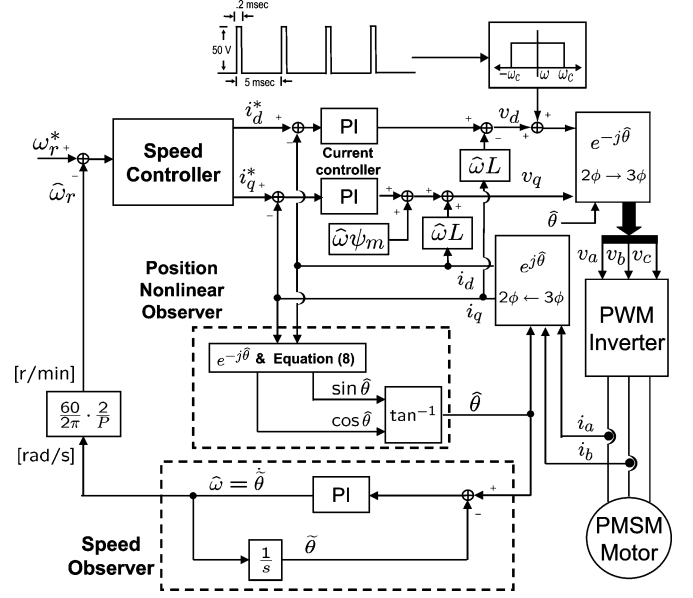 .2 msec
50 V
5 msec
−ω_C ω ω_C
ω_r^* +
−
ω̂_r
Speed
Controller
i_d^* +
−
i_q^* +
−
PI
Current
controller
PI
+ − v_d + +
ω̂L
+ + + + v_q
ω̂ψ_m
ω̂L
e^{−jθ̂}
2φ → 3φ
θ̂
v_a v_b v_c
e^{jθ̂}
2φ ← 3φ
i_d
i_q
PWM
Inverter
Position
Nonlinear
Observer
e^{−jθ̂} & Equation (8)
sin θ̂
cos θ̂
tan⁻¹
θ̂
i_a
i_b
[r/min]
60/2π · 2/P
[rad/s]
ω̂ = \dot{\tilde{θ}}
PI
+
−
1/s
θ̃
Speed
Observer
PMSM
Motor